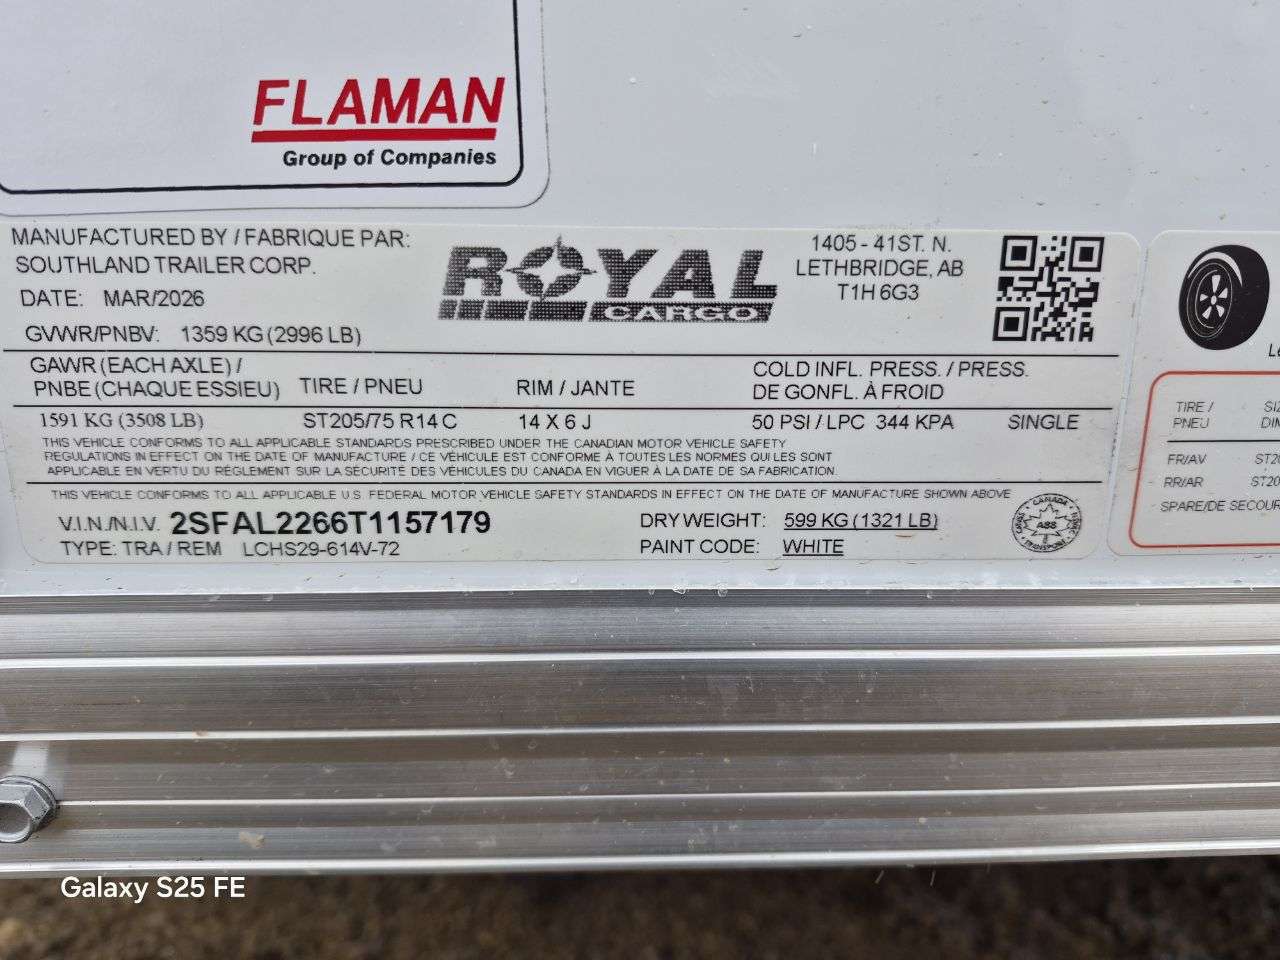 FLAMAN
Group of Companies
MANUFACTURED BY / FABRIQUE PAR:
SOUTHLAND TRAILER CORP.
DATE: MAR/2026
GVWR/PNBV: 1359 KG (2996 LB)
ROYAL
CARGO
1405 - 41ST. N.
LETHBRIDGE, AB
T1H 6G3
GAWR (EACH AXLE) /
PNBE (CHAQUE ESSIEU)
TIRE / PNEU
RIM / JANTE
COLD INFL. PRESS. / PRESS.
DE GONFL. À FROID
1591 KG (3508 LB) ST205/75 R14 C 14 X 6 J 50 PSI / LPC 344 KPA SINGLE
THIS VEHICLE CONFORMS TO ALL APPLICABLE STANDARDS PRESCRIBED UNDER THE CANADIAN MOTOR VEHICLE SAFETY
REGULATIONS IN EFFECT ON THE DATE OF MANUFACTURE / CE VÉHICULE EST CONFORME À TOUTES LES NORMES QUI LES SONT
APPLICABLE EN VERTU DU RÉGLEMENT SUR LA SÉCURITÉ DES VÉHICULES DU CANADA EN VIGUER À LA DATE DE SA FABRICATION.
THIS VEHICLE CONFORMS TO ALL APPLICABLE U.S. FEDERAL MOTOR VEHICLE SAFETY STANDARDS IN EFFECT ON THE DATE OF MANUFACTURE SHOWN ABOVE
V.I.N./N.I.V. 2SFAL2266T1157179
TYPE: TRA / REM LCHS29-614V-72
DRY WEIGHT: 599 KG (1321 LB)
PAINT CODE: WHITE
CANADA
TRANSPORT
TIRE /
PNEU
FR/AV
RR/AR
SPARE/DE SECOUR
Galaxy S25 FE